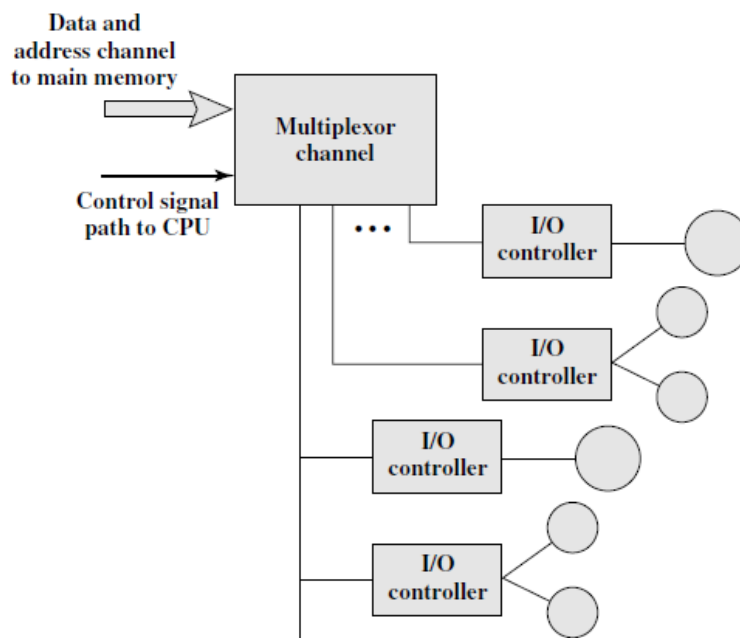 Data and
address channel
to main memory
Multiplexor
channel
Control signal
path to CPU
• • •
I/O
controller
I/O
controller
I/O
controller
I/O
controller